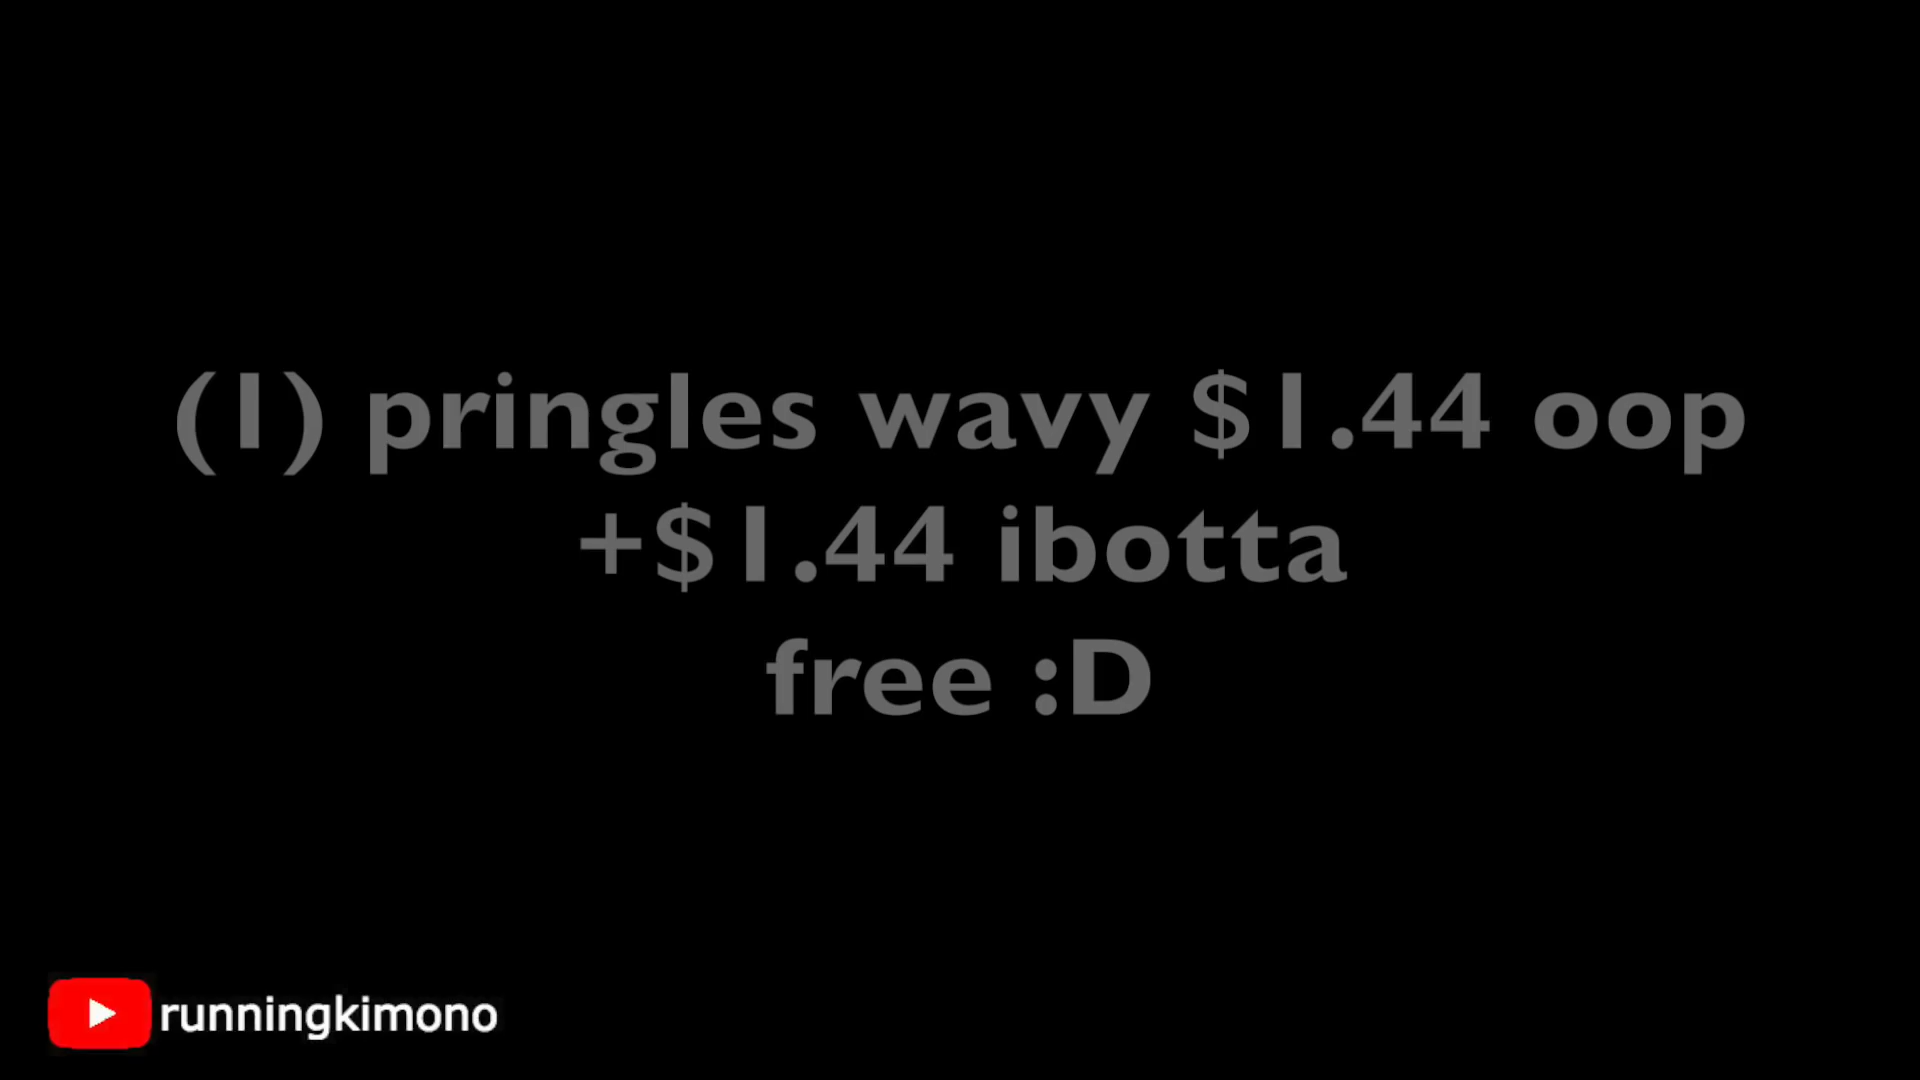 (1) pringles wavy $1.44 oop
+$1.44 ibotta
free :D
runningkimono